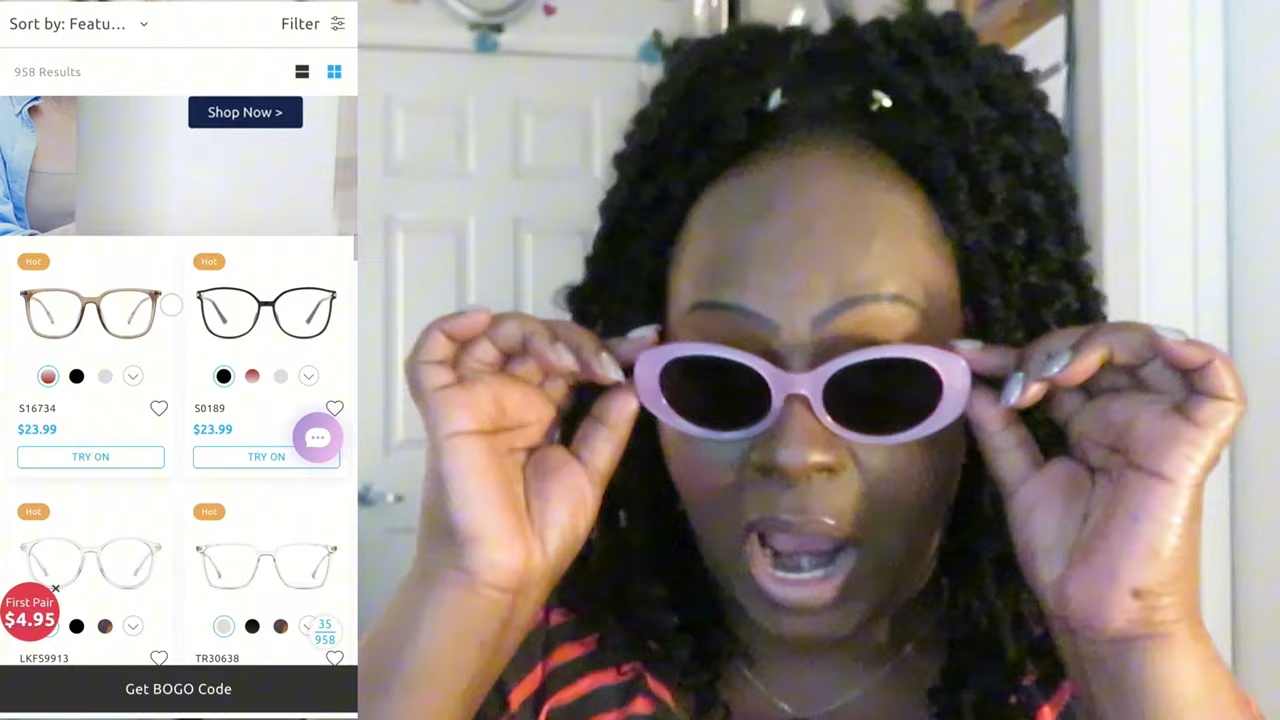 Sort by: Featu...
Filter
958 Results
Shop Now >
Hot
Hot
S16734
S0189
$23.99
$23.99
TRY ON
TRY ON
Hot
Hot
First Pair
$4.95
35
958
LKFS9913
TR30638
Get BOGO Code